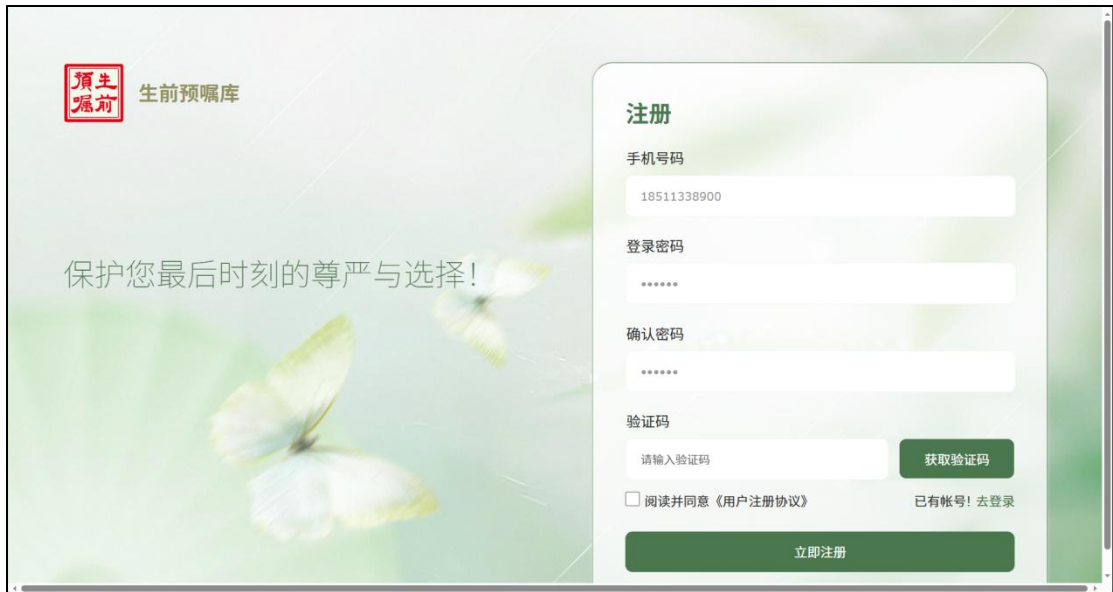 預生
囑前
生前预嘱库
保护您最后时刻的尊严与选择！
注册
手机号码
18511338900
登录密码
••••••
确认密码
••••••
验证码
请输入验证码
获取验证码
阅读并同意《用户注册协议》
已有帐号！去登录
立即注册